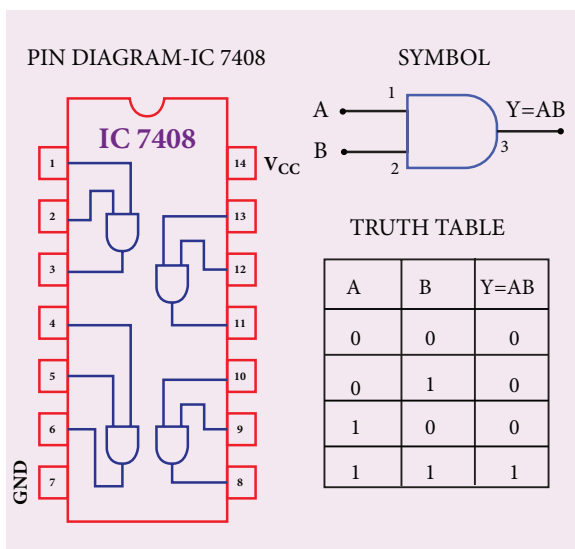 PIN DIAGRAM-IC 7408
IC 7408
1
2
3
4
5
6
7
GND
14
VCC
13
12
11
10
9
8
SYMBOL
A
1
B
2
3
Y=AB
TRUTH TABLE
A B Y=AB
0 0 0
0 1 0
1 0 0
1 1 1